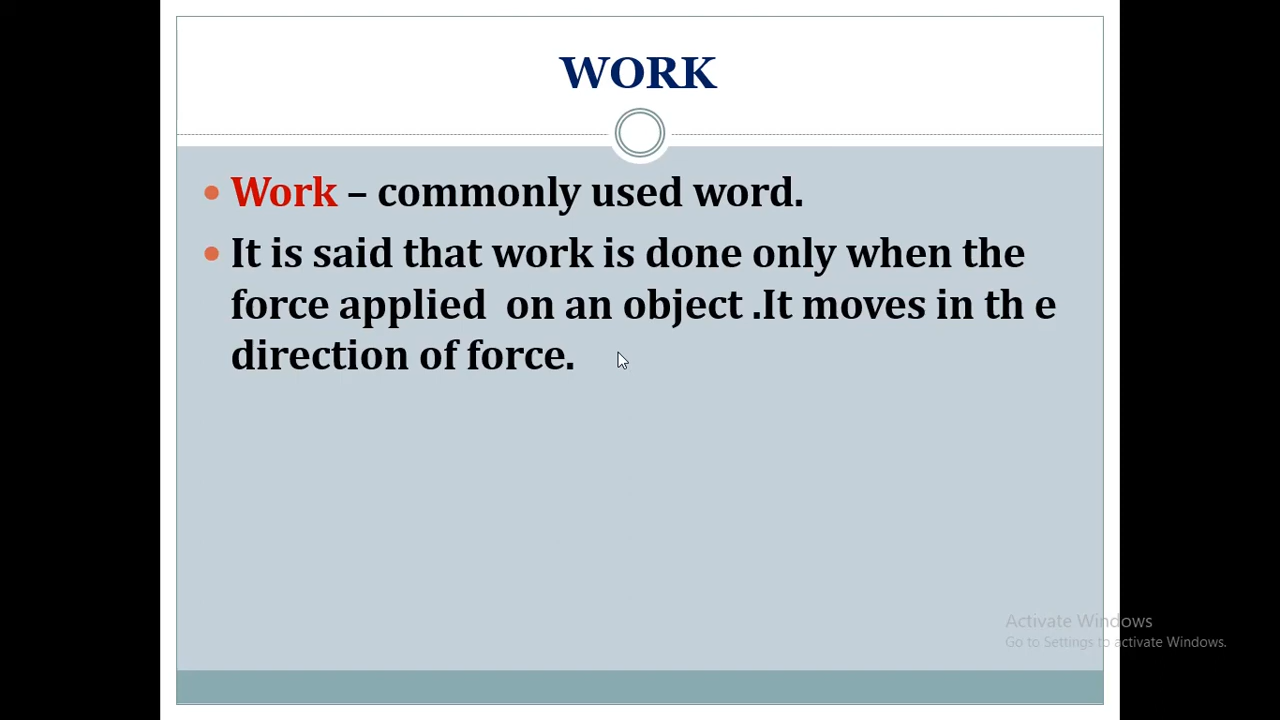 WORK
• Work – commonly used word.
• It is said that work is done only when the
force applied  on an object .It moves in th e
direction of force.
Activate Windows
Go to Settings to activate Windows.